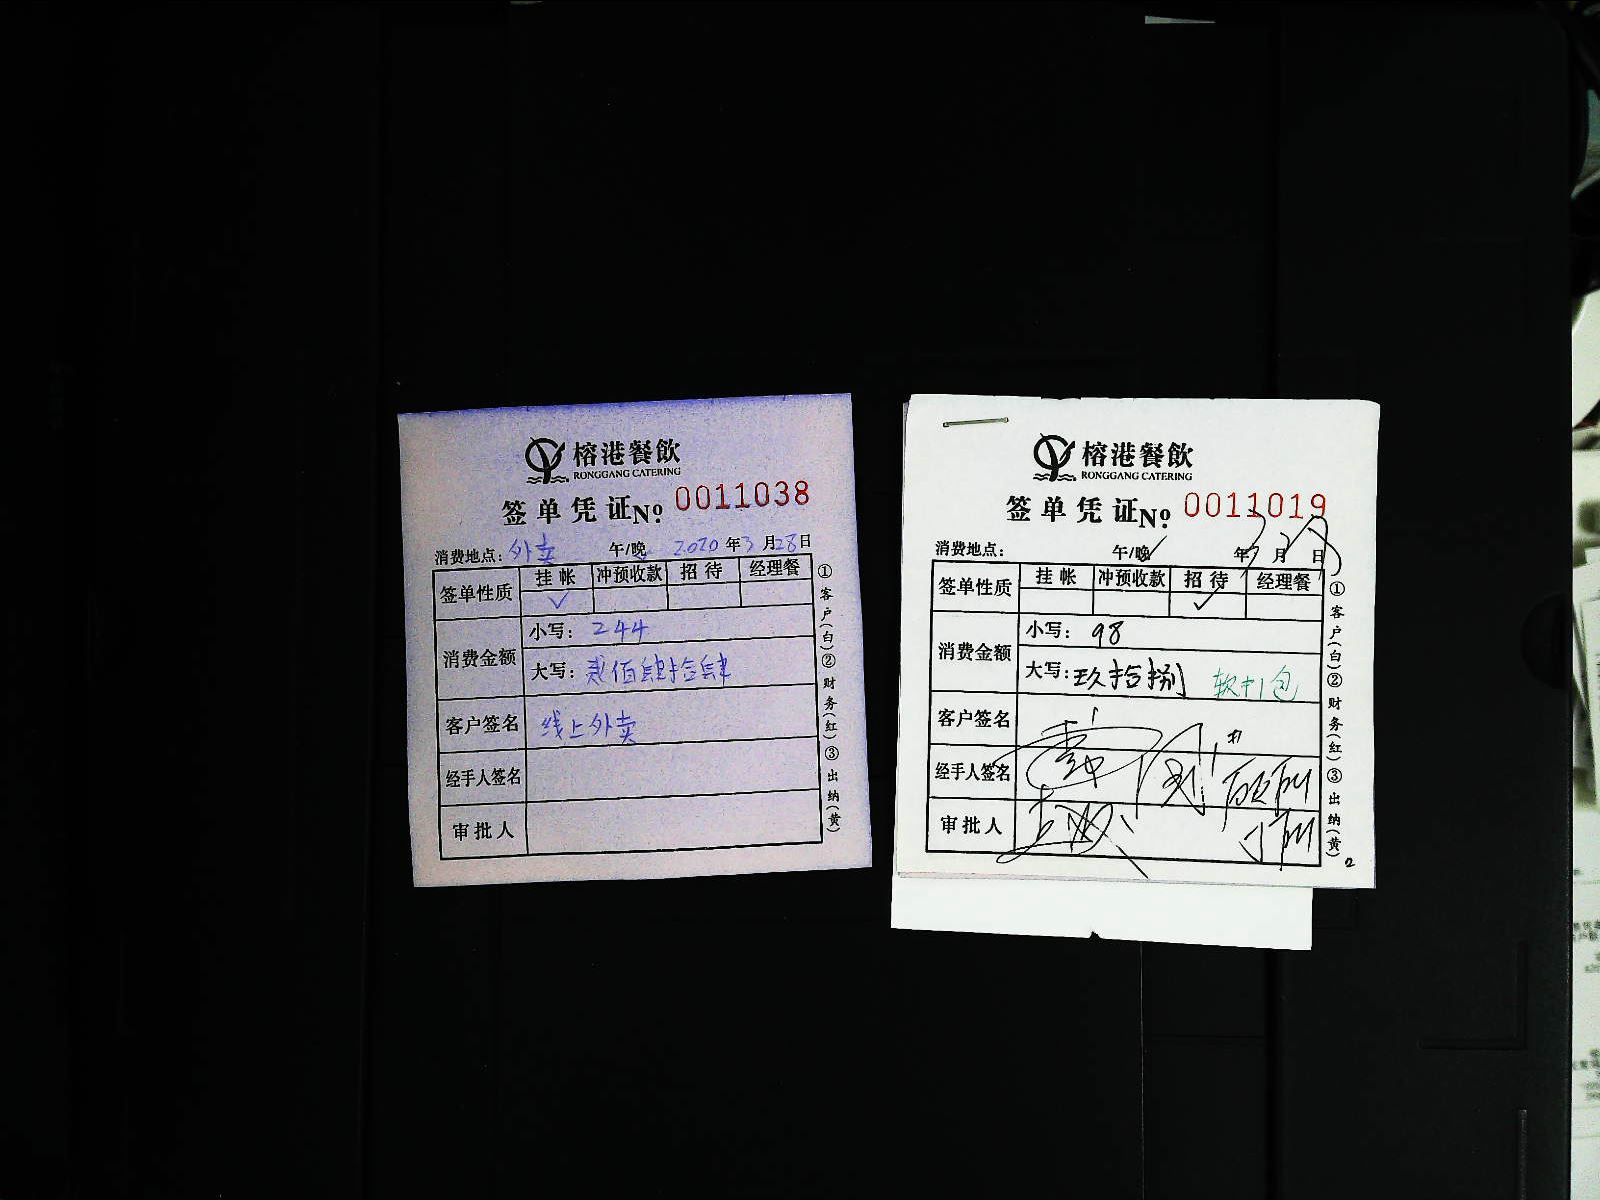 榕港餐飲
RONGGANG CATERING
签单凭证No. 0011038
消费地点: 外卖 午/晚 2020年3月28日
签单性质 挂帐 冲预收款 招待 经理餐
✓
消费金额 小写: 244
大写: 贰佰肆拾肆
客户签名 线上外卖
经手人签名
审批人
①客户(白)②财务(红)③出纳(黄)
榕港餐飲
RONGGANG CATERING
签单凭证No. 0011019
消费地点: 午/晚✓ 年 月 日
签单性质 挂帐 冲预收款 招待 经理餐
✓
消费金额 小写: 98
大写: 玖拾捌 软打包
客户签名
经手人签名
审批人
①客户(白)②财务(红)③出纳(黄)
2